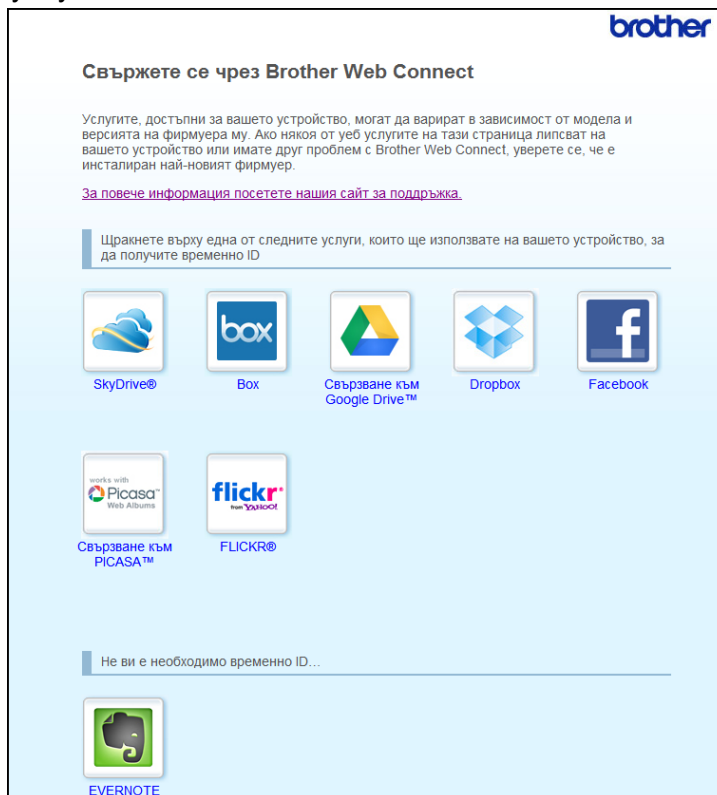 brother
Свържете се чрез Brother Web Connect
Услугите, достъпни за вашето устройство, могат да варират в зависимост от модела и
версията на фирмуера му. Ако някоя от уеб услугите на тази страница липсват на
вашето устройство или имате друг проблем с Brother Web Connect, уверете се, че е
инсталиран най-новият фирмуер.
За повече информация посетете нашия сайт за поддръжка.
Щракнете върху една от следните услуги, които ще използвате на вашето устройство, за
да получите временно ID
box
SkyDrive®
Box
Свързване към
Google Drive™
Dropbox
Facebook
works with
Picasa™
Web Albums
flickr
from YAHOO!
Свързване към
PICASA™
FLICKR®
Не ви е необходимо временно ID…
EVERNOTE